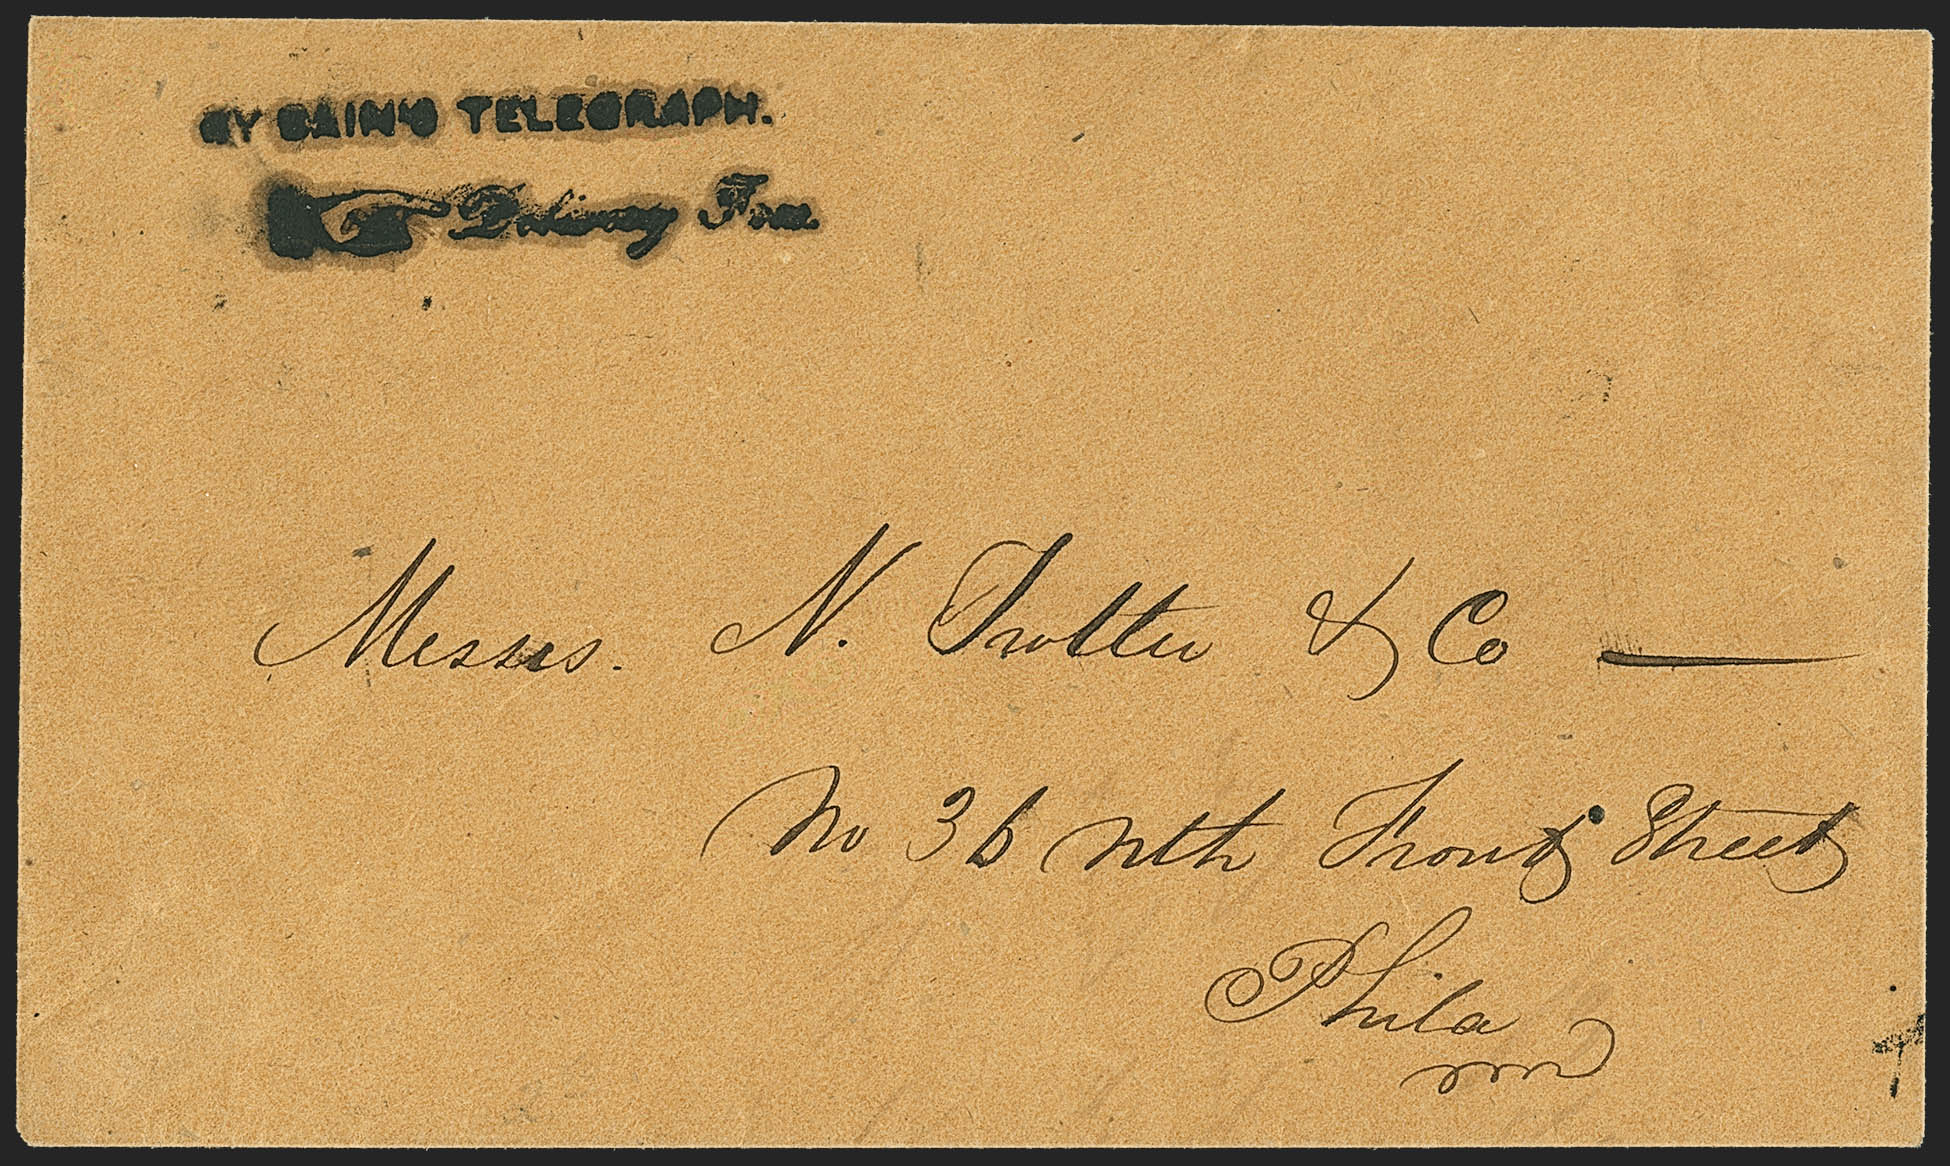 BY BAIN'S TELEGRAPH.
Delivery Free.
Messrs. N. Trotter & Co
No 36 Nth Front Street
Phila